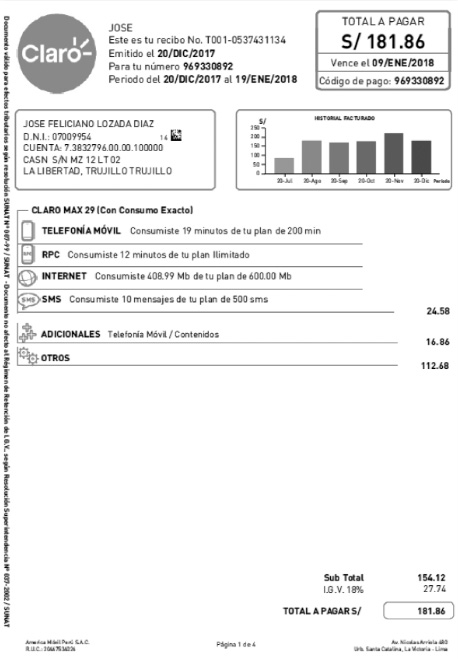 Claro
JOSE
Este es tu recibo No. T001-0537431134
Emitido el 20/DIC/2017
Para tu número 969330892
Periodo del 20/DIC/2017 al 19/ENE/2018
TOTAL A PAGAR
S/ 181.86
Vence el 09/ENE/2018
Código de pago: 969330892
JOSE FELICIANO LOZADA DIAZ
D.N.I.: 07009954
14
CUENTA: 7.3832796.00.00.100000
CASN S/N MZ 12 LT 02
LA LIBERTAD, TRUJILLO TRUJILLO
HISTORIAL FACTURADO
S/
250
200
150
100
50
0
20-Jul 20-Ago 20-Sep 20-Oct 20-Nov 20-Dic Periodo
CLARO MAX 29 (Con Consumo Exacto)
TELEFONÍA MÓVIL Consumiste 19 minutos de tu plan de 200 min
RPC Consumiste 12 minutos de tu plan Ilimitado
INTERNET Consumiste 408.99 Mb de tu plan de 600.00 Mb
SMS SMS Consumiste 10 mensajes de tu plan de 500 sms
24.58
ADICIONALES Telefonía Móvil / Contenidos
16.86
OTROS
112.68
Sub Total 154.12
I.G.V. 18% 27.74
TOTAL A PAGAR S/ 181.86
América Móvil Perú S.A.C.
R.U.C.: 20467534026
Página 1 de 4
Av. Nicolas Arriola 480
Urb. Santa Catalina, La Victoria - Lima
Documento válido para efectos tributarios según resolución SUNAT N° 007-99 / SUNAT - Documento no afecto al Régimen de Retención de I.G.V., según Resolución Superintendencia N° 037-2002 / SUNAT